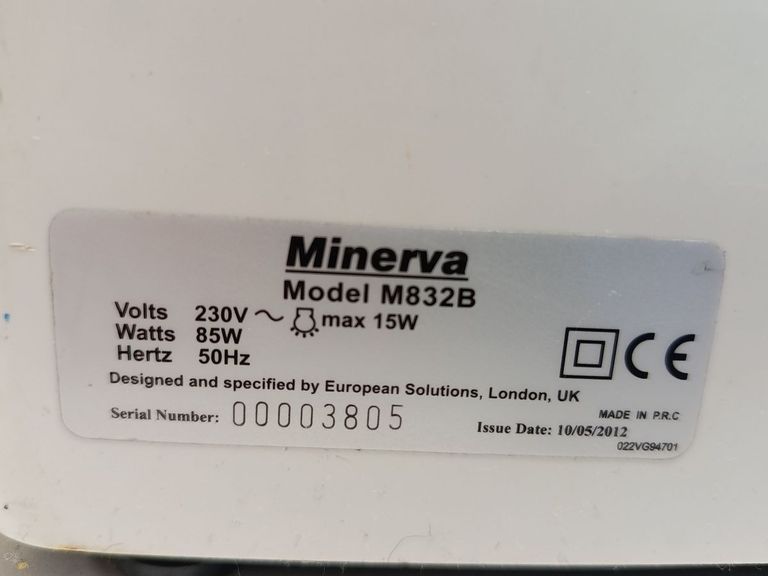 Minerva
Model M832B
Volts 230V ~ max 15W
Watts 85W
Hertz 50Hz
CE
Designed and specified by European Solutions, London, UK
MADE IN P.R.C
Serial Number: 00003805 Issue Date: 10/05/2012
022VG94701